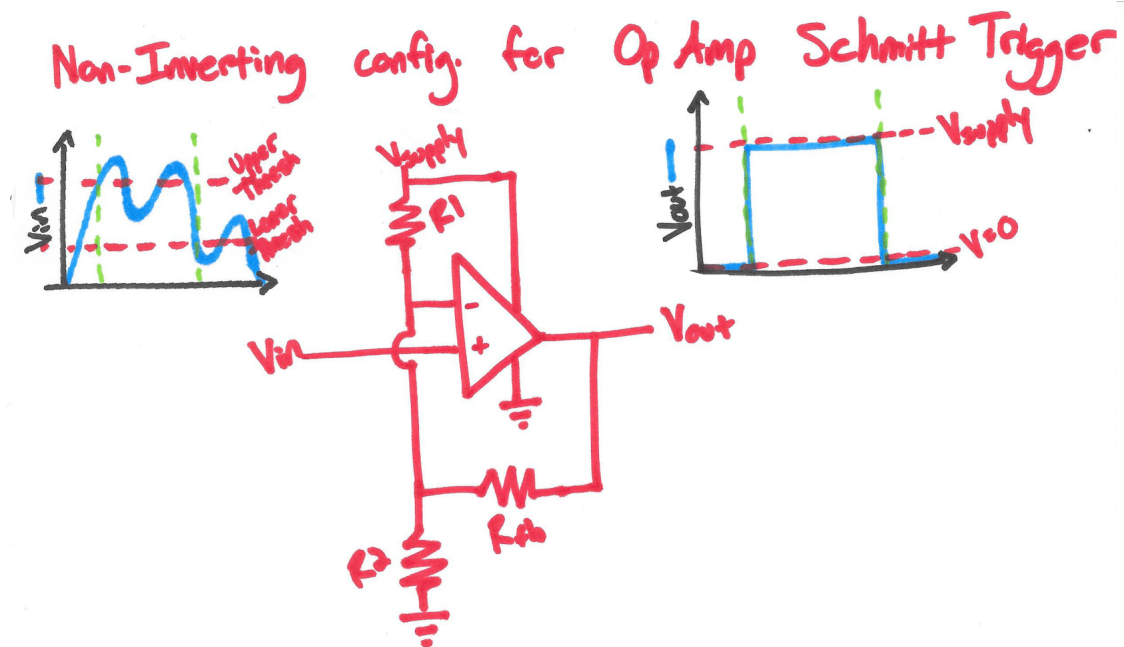 Non-Inverting config. for Op Amp Schmitt Trigger
Vin
Upper
Thresh
Lower
Thresh
Vsupply
R1
-
+
Vin
Vout
Rfb
R2
Vout
Vsupply
V=0